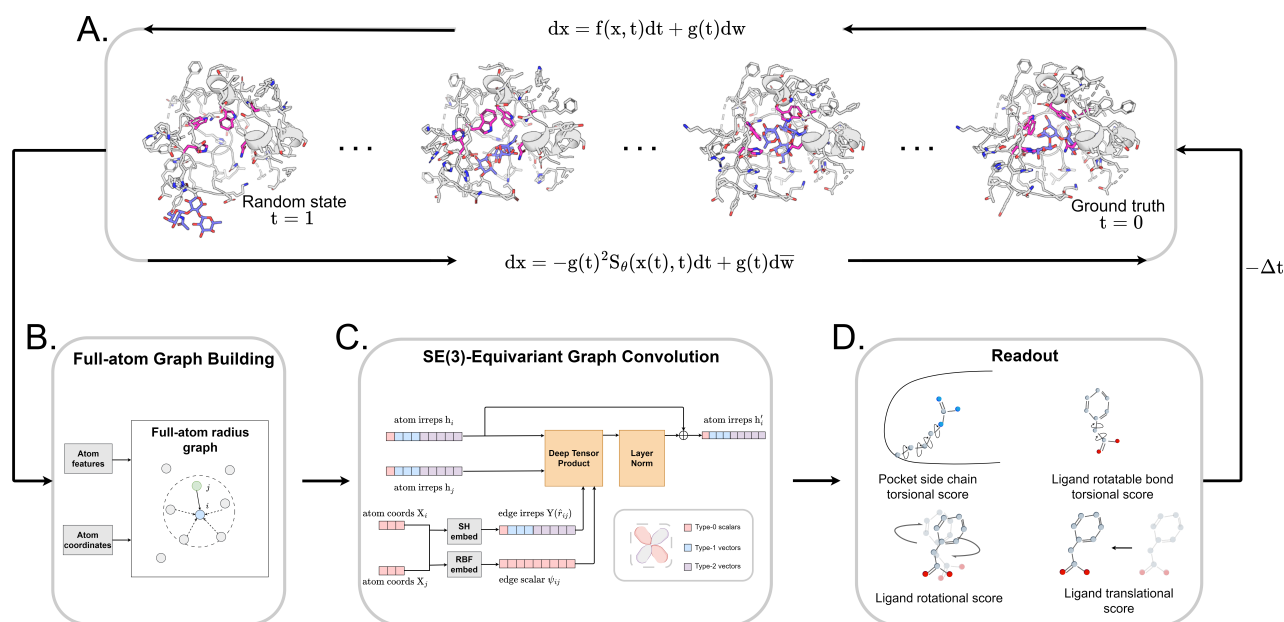 A.
dx = f(x, t)dt + g(t)dw
. . .
. . .
. . .
Random state
t = 1
Ground truth
t = 0
dx = −g(t)²S_θ(x(t), t)dt + g(t)dw̅
−Δt
B.
Full-atom Graph Building
Atom
features
Atom
coordinates
Full-atom radius
graph
j
i
C.
SE(3)-Equivariant Graph Convolution
atom irreps h_i
atom irreps h_j
Deep Tensor
Product
Layer
Norm
atom irreps h′_i
atom coords X_i
atom coords X_j
SH
embed
RBF
embed
edge irreps Y(r̂_ij)
edge scalar ψ_ij
Type-0 scalars
Type-1 vectors
Type-2 vectors
D.
Readout
Pocket side chain
torsional score
Ligand rotatable bond
torsional score
Ligand rotational score
Ligand translational
score